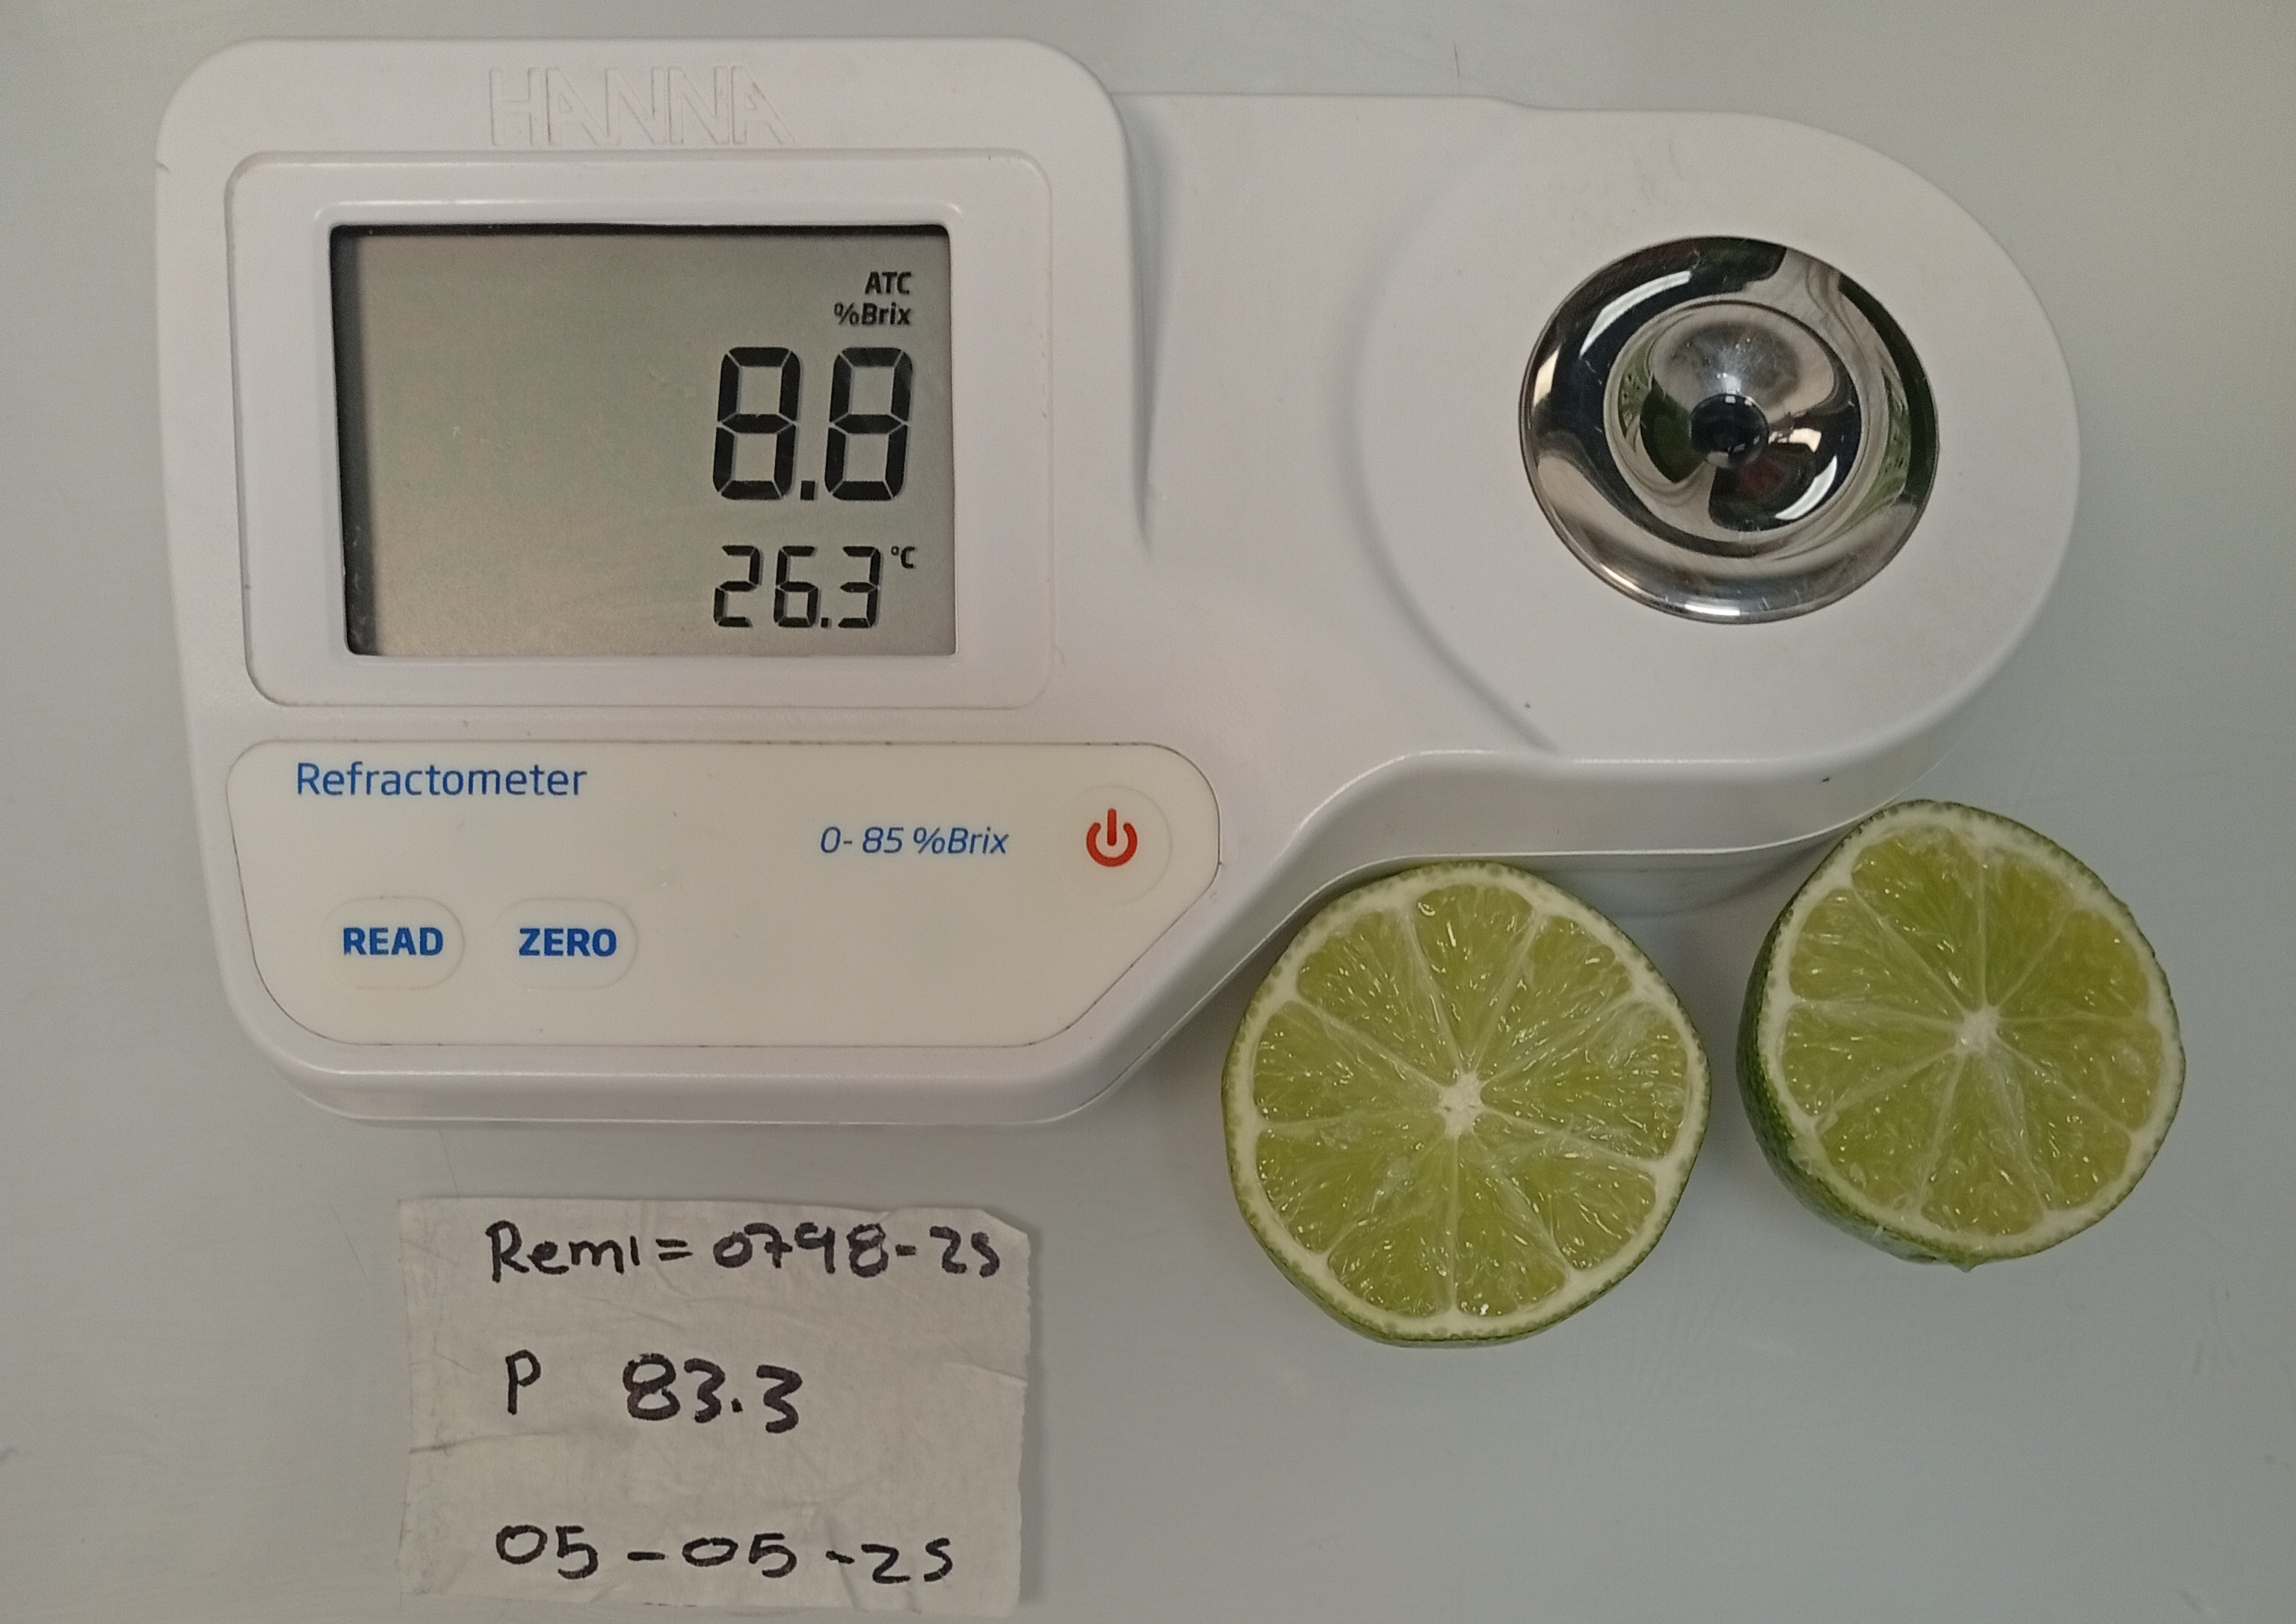 HANNA
ATC
%Brix
8.8
26.3 °C
Refractometer
0-85 %Brix
READ ZERO
Remi=0798-25
P 83.3
05-05-25